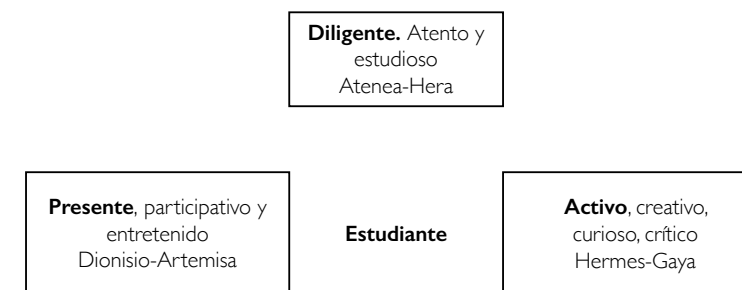 Diligente. Atento y
estudioso
Atenea-Hera
Presente, participativo y
entretenido
Dionisio-Artemisa
Estudiante
Activo, creativo,
curioso, crítico
Hermes-Gaya